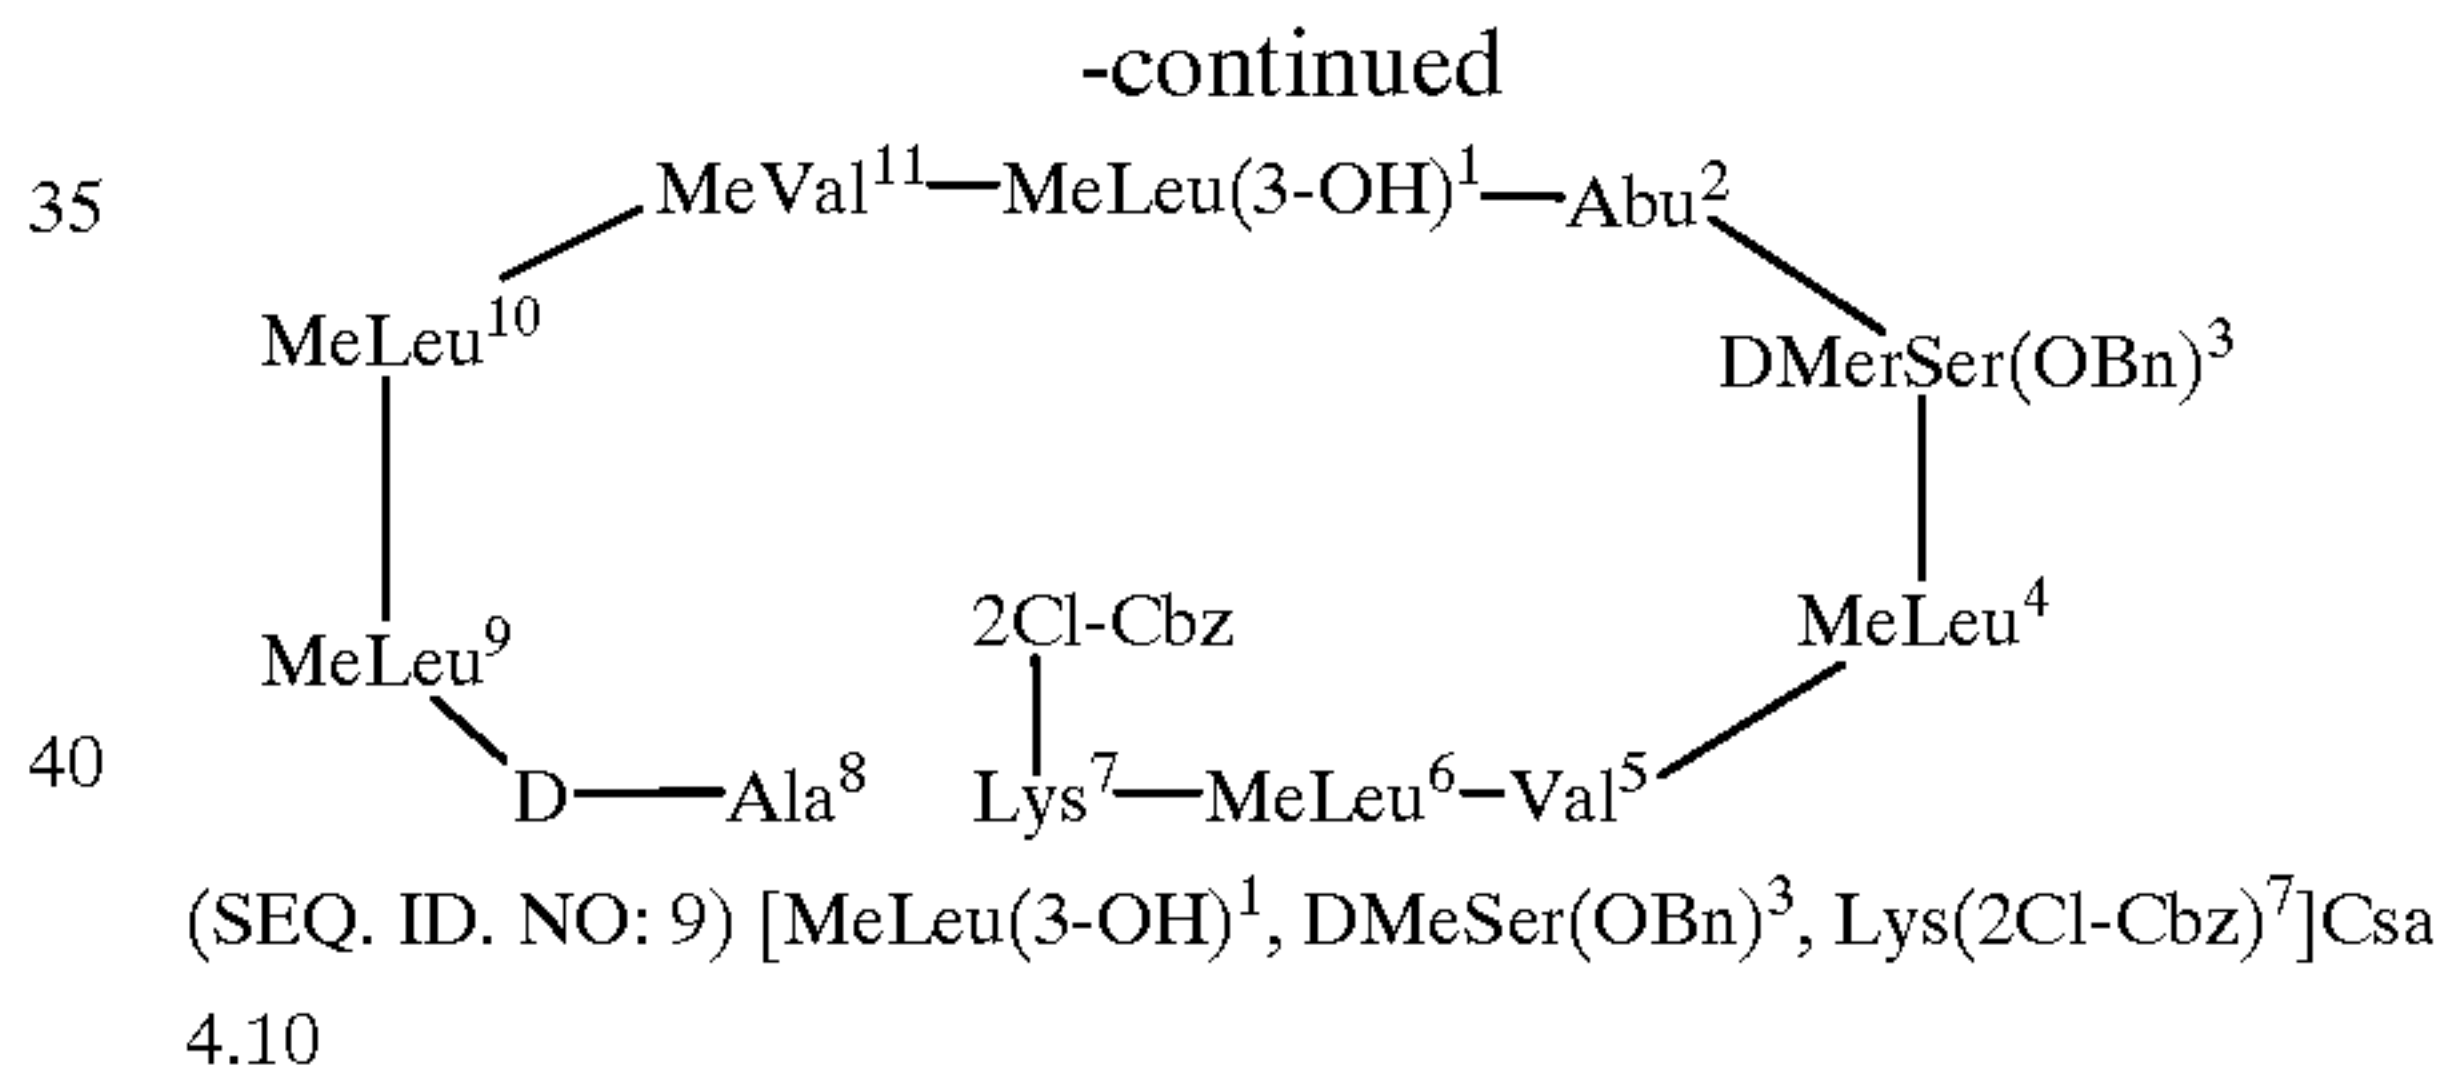 -continued
35 MeVal¹¹—MeLeu(3-OH)¹—Abu²
MeLeu¹⁰ DMerSer(OBn)³
2Cl-Cbz MeLeu⁴
MeLeu⁹
40 D—Ala⁸ Lys⁷—MeLeu⁶—Val⁵
(SEQ. ID. NO: 9) [MeLeu(3-OH)¹, DMeSer(OBn)³, Lys(2Cl-Cbz)⁷]Csa
4.10